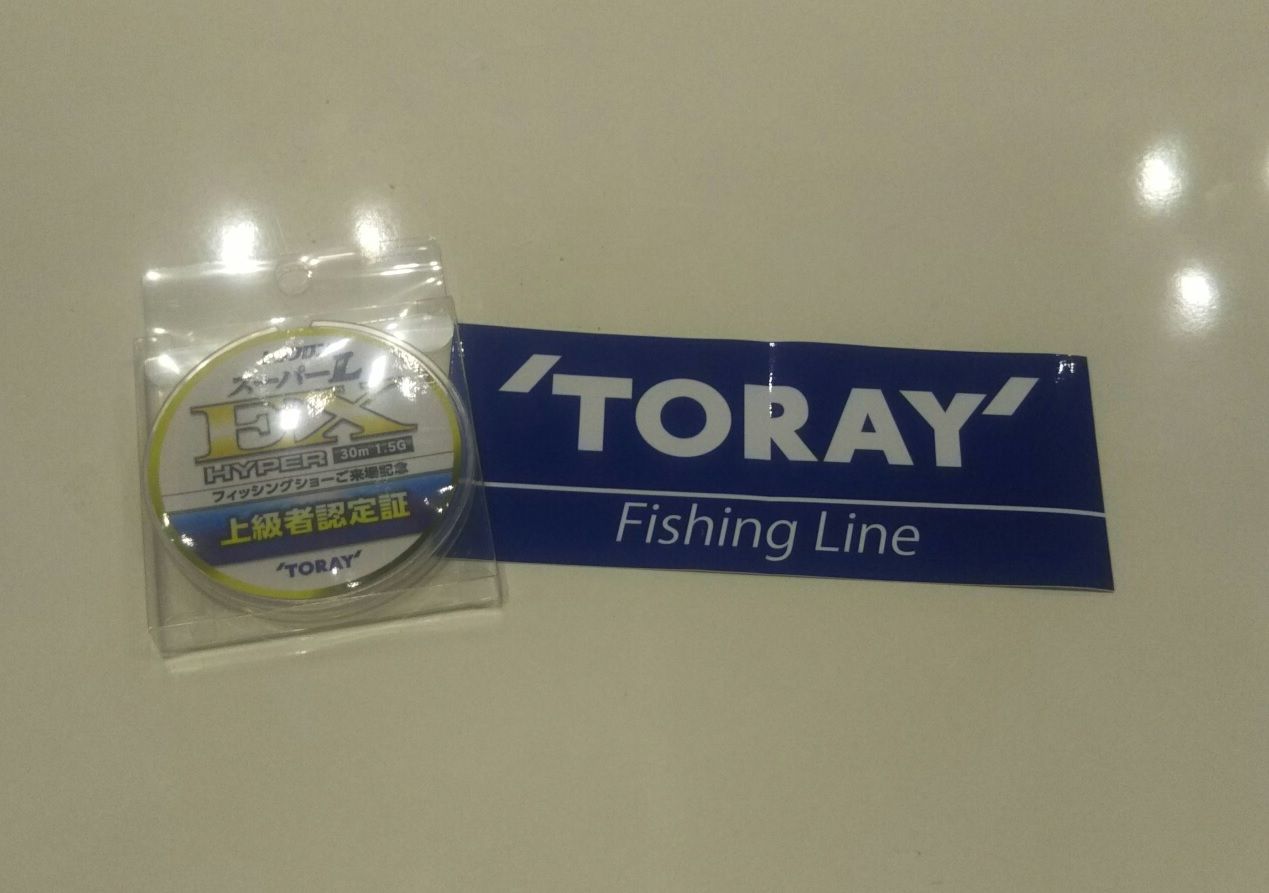 スーパーL
EX
HYPER 30m 1.5G
フィッシングショーご来場記念
上級者認定証
'TORAY'
'TORAY'
Fishing Line